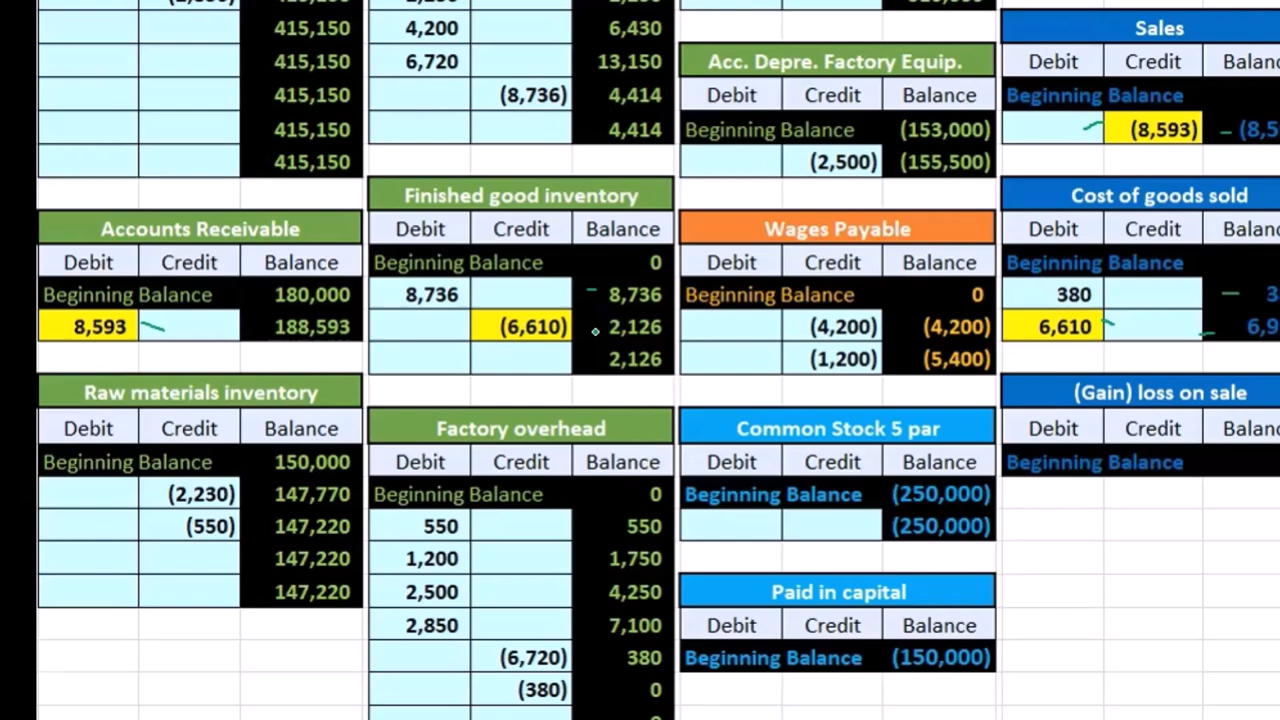 415,150
415,150
415,150
415,150
415,150
Accounts Receivable
Debit Credit Balance
Beginning Balance 180,000
8,593 188,593
Raw materials inventory
Debit Credit Balance
Beginning Balance 150,000
(2,230) 147,770
(550) 147,220
147,220
147,220
4,200 6,430
6,720 13,150
(8,736) 4,414
4,414
Finished good inventory
Debit Credit Balance
Beginning Balance 0
8,736 8,736
(6,610) 2,126
2,126
Factory overhead
Debit Credit Balance
Beginning Balance 0
550 550
1,200 1,750
2,500 4,250
2,850 7,100
(6,720) 380
(380) 0
Acc. Depre. Factory Equip.
Debit Credit Balance
Beginning Balance (153,000)
(2,500) (155,500)
Wages Payable
Debit Credit Balance
Beginning Balance 0
(4,200) (4,200)
(1,200) (5,400)
Common Stock 5 par
Debit Credit Balance
Beginning Balance (250,000)
(250,000)
Paid in capital
Debit Credit Balance
Beginning Balance (150,000)
Sales
Debit Credit Balanc
Beginning Balance
(8,593) (8,5
Cost of goods sold
Debit Credit Balanc
Beginning Balance
380 3
6,610 6,9
(Gain) loss on sale
Debit Credit Balanc
Beginning Balance